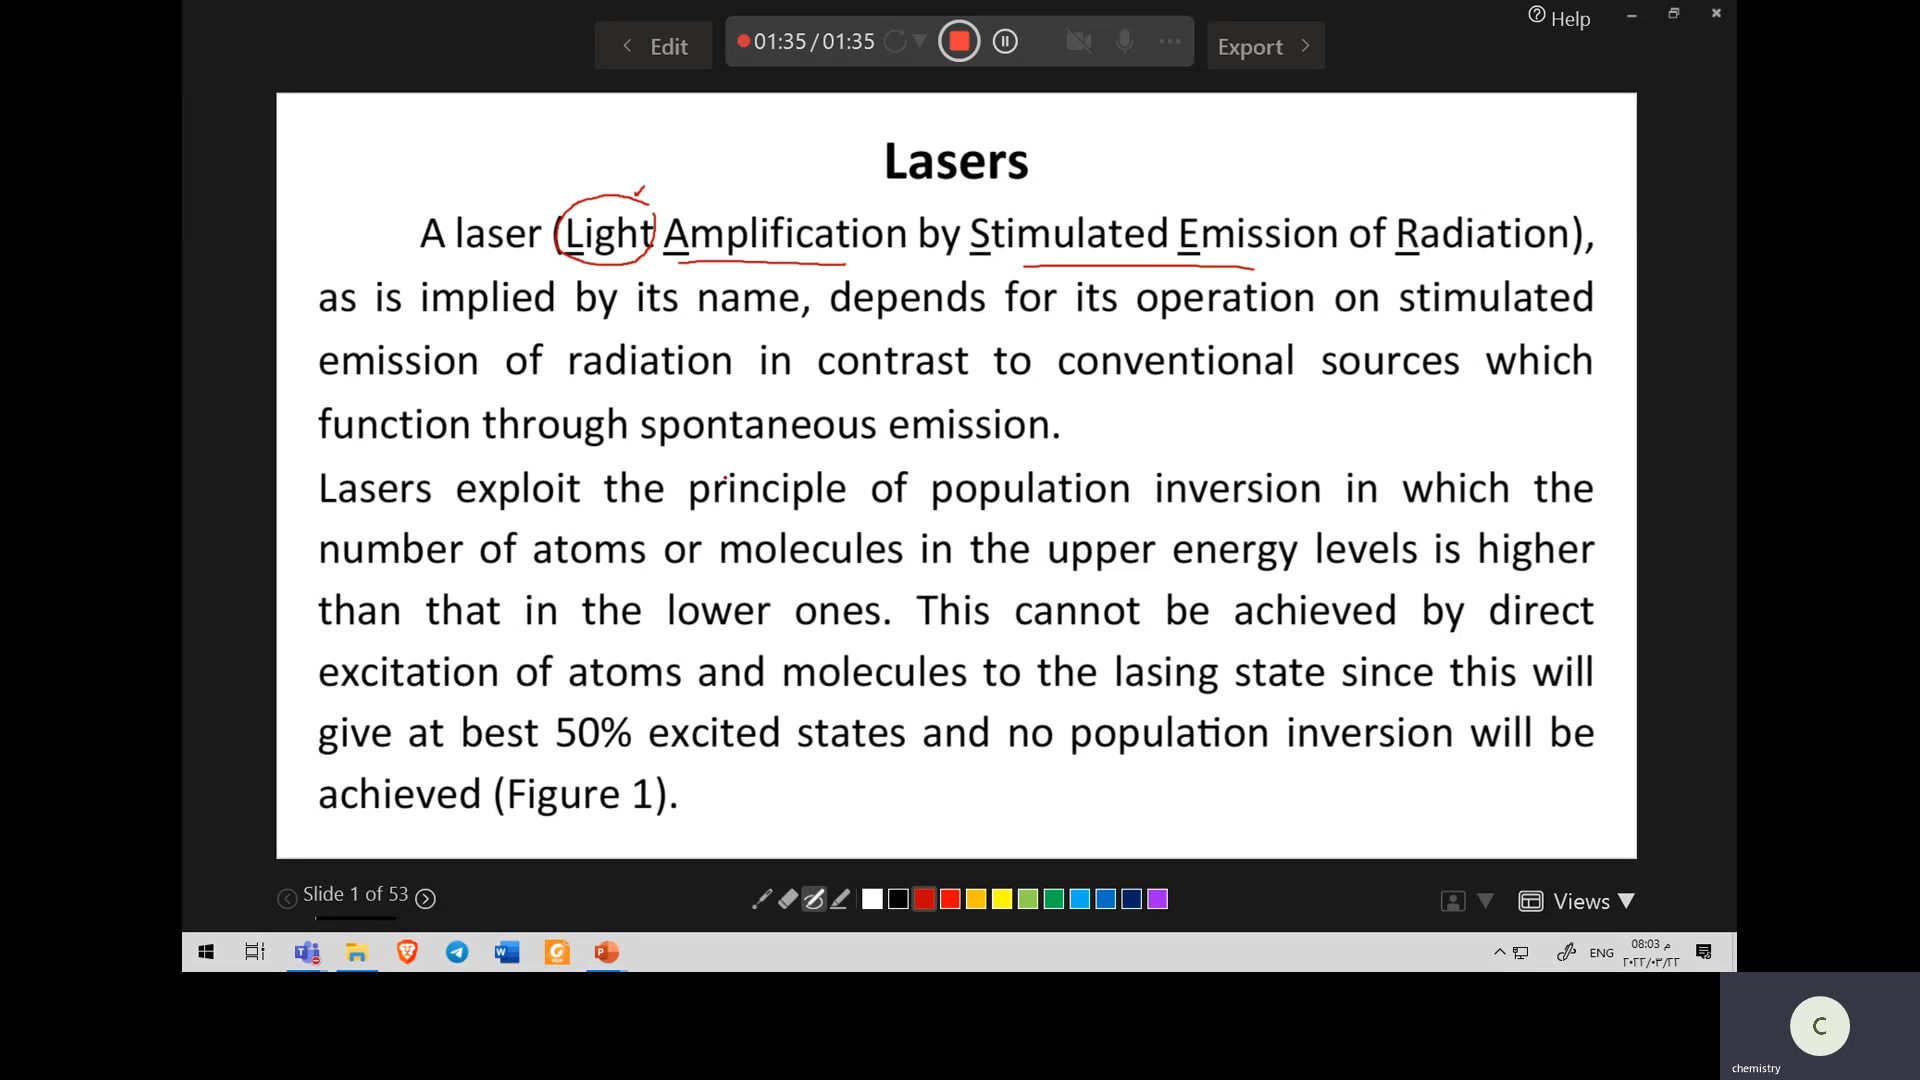 Help
Edit
01:35 / 01:35
Export
Lasers
A laser (Light Amplification by Stimulated Emission of Radiation),
as is implied by its name, depends for its operation on stimulated
emission of radiation in contrast to conventional sources which
function through spontaneous emission.
Lasers exploit the principle of population inversion in which the
number of atoms or molecules in the upper energy levels is higher
than that in the lower ones. This cannot be achieved by direct
excitation of atoms and molecules to the lasing state since this will
give at best 50% excited states and no population inversion will be
achieved (Figure 1).
Slide 1 of 53
Views
ENG
08:03 م
٢٠٢٢/٠٣/٢٢
C
chemistry